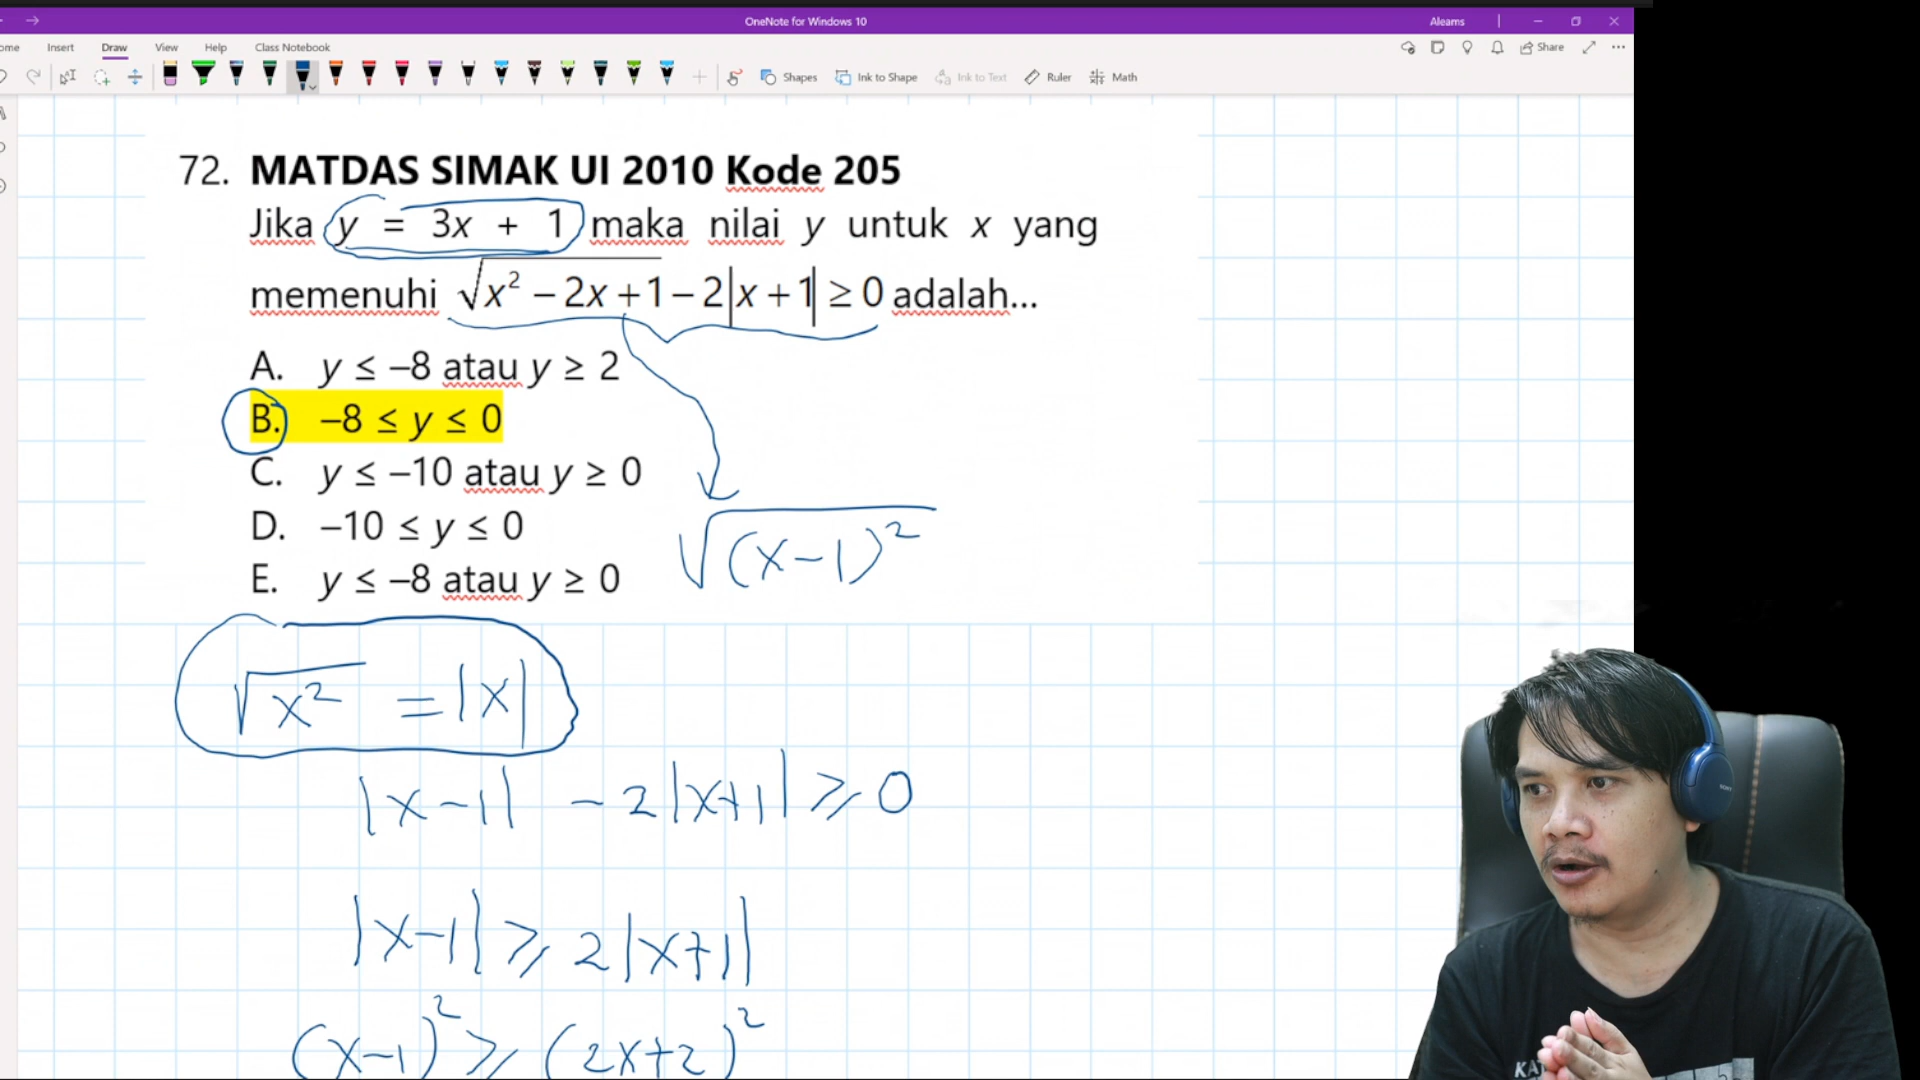 OneNote for Windows 10
Aleams
Insert
Draw
View
Help
Class Notebook
Share
Shapes
Ink to Shape
Ink to Text
Ruler
Math
72. MATDAS SIMAK UI 2010 Kode 205
Jika y = 3x + 1 maka nilai y untuk x yang
memenuhi √x² − 2x + 1 − 2|x + 1| ≥ 0 adalah...
A. y ≤ –8 atau y ≥ 2
B. –8 ≤ y ≤ 0
C. y ≤ –10 atau y ≥ 0
D. –10 ≤ y ≤ 0
E. y ≤ –8 atau y ≥ 0
√(x−1)²
√x² = |x|
|x−1| − 2|x+1| ≥ 0
|x−1| ≥ 2|x+1|
(x−1)² ≥ (2x+2)²